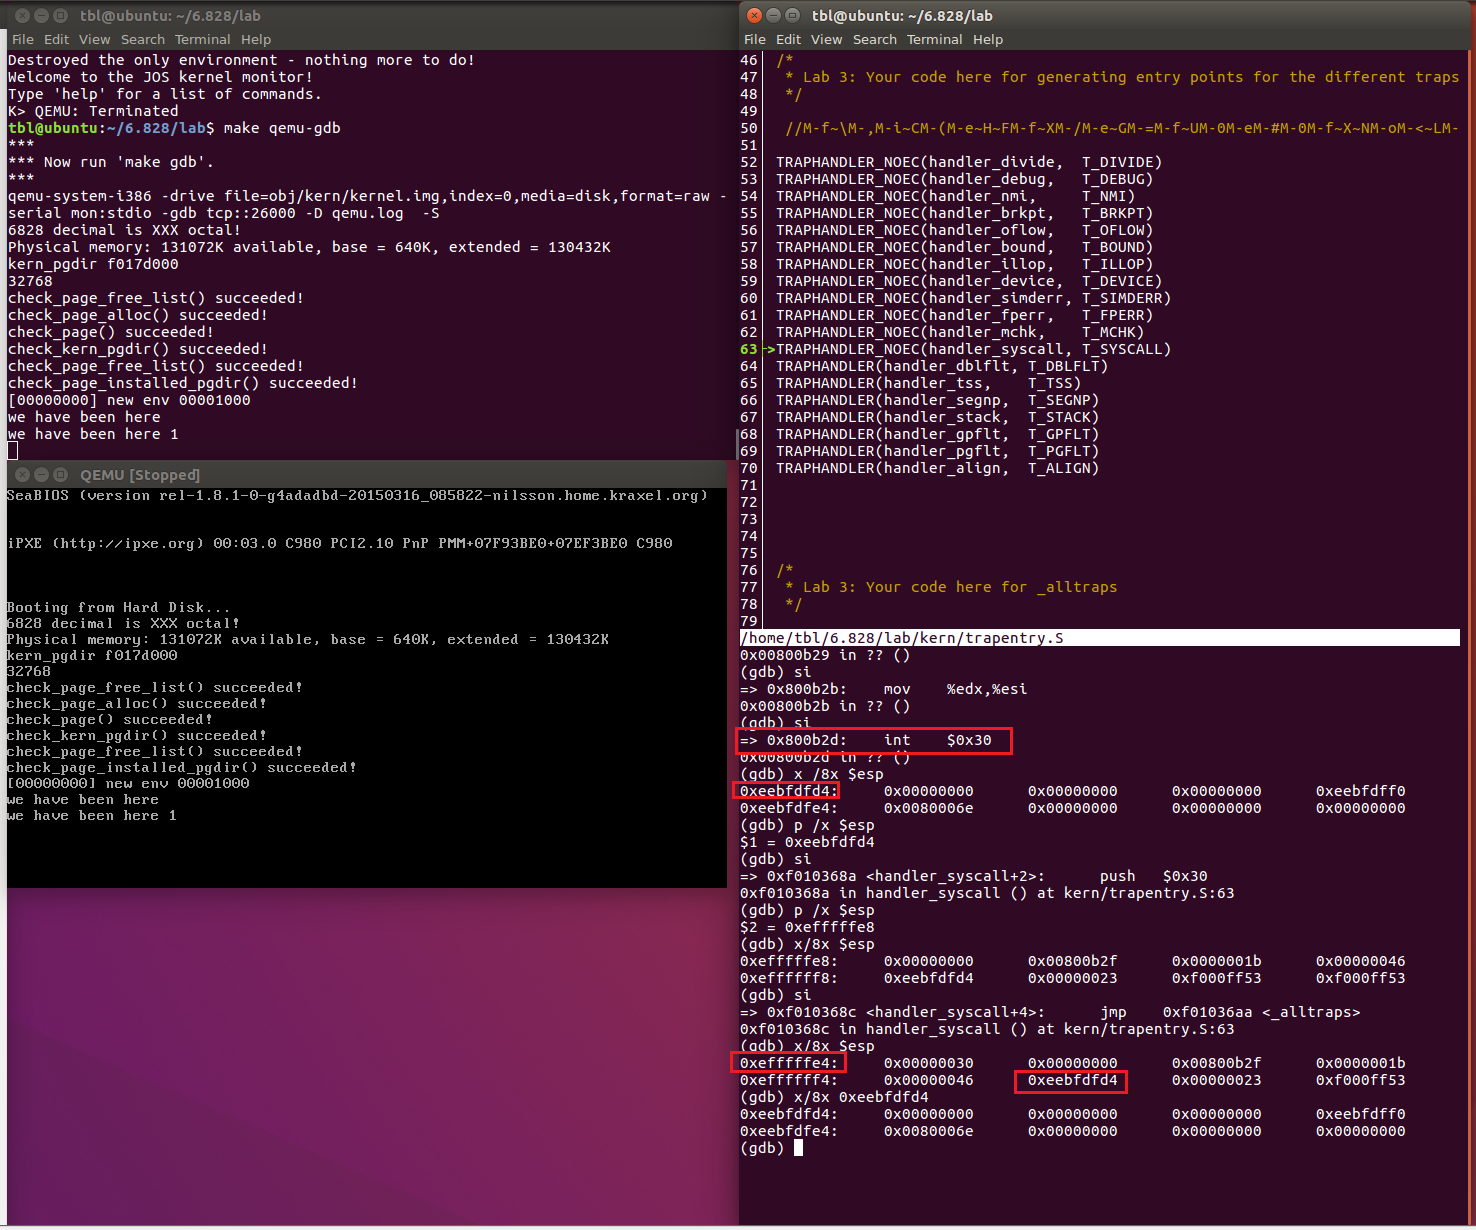 tbl@ubuntu: ~/6.828/lab
File Edit View Search Terminal Help
Destroyed the only environment - nothing more to do!
Welcome to the JOS kernel monitor!
Type 'help' for a list of commands.
K> QEMU: Terminated
tbl@ubuntu:~/6.828/lab$ make qemu-gdb
***
*** Now run 'make gdb'.
***
qemu-system-i386 -drive file=obj/kern/kernel.img,index=0,media=disk,format=raw -
serial mon:stdio -gdb tcp::26000 -D qemu.log  -S
6828 decimal is XXX octal!
Physical memory: 131072K available, base = 640K, extended = 130432K
kern_pgdir f017d000
32768
check_page_free_list() succeeded!
check_page_alloc() succeeded!
check_page() succeeded!
check_kern_pgdir() succeeded!
check_page_free_list() succeeded!
check_page_installed_pgdir() succeeded!
[00000000] new env 00001000
we have been here
we have been here 1
QEMU [Stopped]
SeaBIOS (version rel-1.8.1-0-g4adadbd-20150316_085822-nilsson.home.kraxel.org)
iPXE (http://ipxe.org) 00:03.0 C980 PCI2.10 PnP PMM+07F93BE0+07EF3BE0 C980
Booting from Hard Disk...
6828 decimal is XXX octal!
Physical memory: 131072K available, base = 640K, extended = 130432K
kern_pgdir f017d000
32768
check_page_free_list() succeeded!
check_page_alloc() succeeded!
check_page() succeeded!
check_kern_pgdir() succeeded!
check_page_free_list() succeeded!
check_page_installed_pgdir() succeeded!
[00000000] new env 00001000
we have been here
we have been here 1
tbl@ubuntu: ~/6.828/lab
File Edit View Search Terminal Help
46 /*
47  * Lab 3: Your code here for generating entry points for the different traps
48  */
49
50  //M-f~\M-,M-i~CM-(M-e~H~FM-f~XM-/M-e~GM-=M-f~UM-0M-eM-#M-0M-f~X~NM-oM-<~LM-
51
52 TRAPHANDLER_NOEC(handler_divide,  T_DIVIDE)
53 TRAPHANDLER_NOEC(handler_debug,   T_DEBUG)
54 TRAPHANDLER_NOEC(handler_nmi,     T_NMI)
55 TRAPHANDLER_NOEC(handler_brkpt,   T_BRKPT)
56 TRAPHANDLER_NOEC(handler_oflow,   T_OFLOW)
57 TRAPHANDLER_NOEC(handler_bound,   T_BOUND)
58 TRAPHANDLER_NOEC(handler_illop,   T_ILLOP)
59 TRAPHANDLER_NOEC(handler_device,  T_DEVICE)
60 TRAPHANDLER_NOEC(handler_simderr, T_SIMDERR)
61 TRAPHANDLER_NOEC(handler_fperr,   T_FPERR)
62 TRAPHANDLER_NOEC(handler_mchk,    T_MCHK)
63 >TRAPHANDLER_NOEC(handler_syscall, T_SYSCALL)
64 TRAPHANDLER(handler_dblflt, T_DBLFLT)
65 TRAPHANDLER(handler_tss,    T_TSS)
66 TRAPHANDLER(handler_segnp,  T_SEGNP)
67 TRAPHANDLER(handler_stack,  T_STACK)
68 TRAPHANDLER(handler_gpflt,  T_GPFLT)
69 TRAPHANDLER(handler_pgflt,  T_PGFLT)
70 TRAPHANDLER(handler_align,  T_ALIGN)
71
72
73
74
75
76 /*
77  * Lab 3: Your code here for _alltraps
78  */
79
/home/tbl/6.828/lab/kern/trapentry.S
0x00800b29 in ?? ()
(gdb) si
=> 0x800b2b:    mov    %edx,%esi
0x00800b2b in ?? ()
(gdb) si
=> 0x800b2d:    int    $0x30
0x00800b2d in ?? ()
(gdb) x /8x $esp
0xeebfdfd4:     0x00000000      0x00000000      0x00000000      0xeebfdff0
0xeebfdfe4:     0x0080006e      0x00000000      0x00000000      0x00000000
(gdb) p /x $esp
$1 = 0xeebfdfd4
(gdb) si
=> 0xf010368a <handler_syscall+2>:      push   $0x30
0xf010368a in handler_syscall () at kern/trapentry.S:63
(gdb) p /x $esp
$2 = 0xefffffe8
(gdb) x/8x $esp
0xefffffe8:     0x00000000      0x00800b2f      0x0000001b      0x00000046
0xeffffff8:     0xeebfdfd4      0x00000023      0xf000ff53      0xf000ff53
(gdb) si
=> 0xf010368c <handler_syscall+4>:      jmp    0xf01036aa <_alltraps>
0xf010368c in handler_syscall () at kern/trapentry.S:63
(gdb) x/8x $esp
0xefffffe4:     0x00000030      0x00000000      0x00800b2f      0x0000001b
0xeffffff4:     0x00000046      0xeebfdfd4      0x00000023      0xf000ff53
(gdb) x/8x 0xeebfdfd4
0xeebfdfd4:     0x00000000      0x00000000      0x00000000      0xeebfdff0
0xeebfdfe4:     0x0080006e      0x00000000      0x00000000      0x00000000
(gdb)